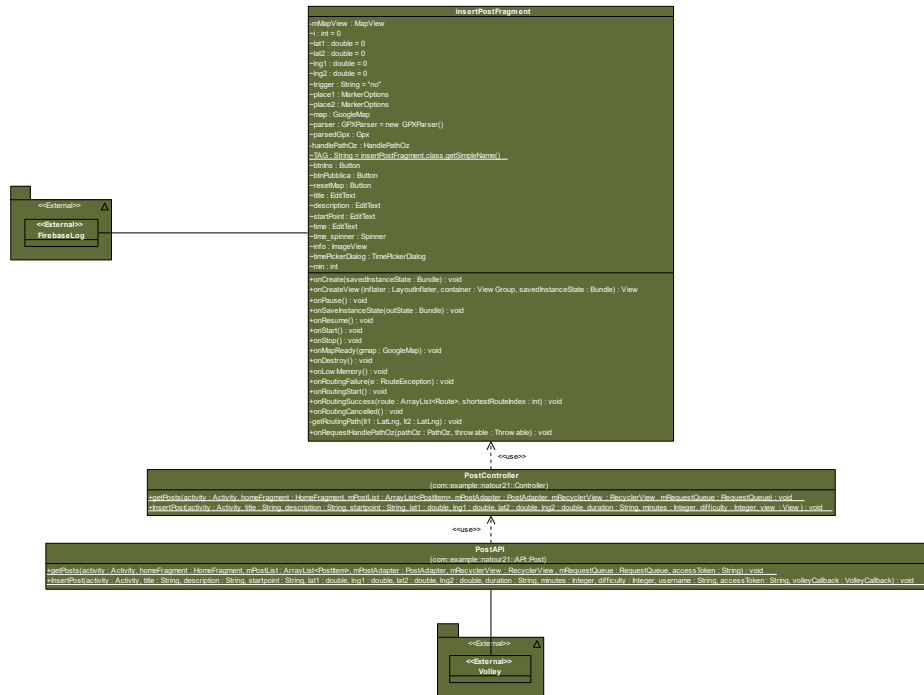 insertPostFragment
-mMapView : MapView
~i : int = 0
~lat1 : double = 0
~lat2 : double = 0
~lng1 : double = 0
~lng2 : double = 0
~trigger : String = "no"
~place1 : MarkerOptions
~place2 : MarkerOptions
~map : GoogleMap
~parser : GPXParser = new GPXParser()
~parsedGpx : Gpx
-handlePathOz : HandlePathOz
~TAG : String = insertPostFragment.class.getSimpleName()
~btnIns : Button
~btnPubblica : Button
~resetMap : Button
~title : EditText
~description : EditText
~startPoint : EditText
~time : EditText
~time_spinner : Spinner
~info : ImageView
~timePickerDialog : TimePickerDialog
~min : int
+onCreate(savedInstanceState : Bundle) : void
+onCreateView (inflater : LayoutInflater, container : View Group, savedInstanceState : Bundle) : View
+onPause() : void
+onSaveInstanceState(outState : Bundle) : void
+onResume() : void
+onStart() : void
+onStop() : void
+onMapReady(gmap : GoogleMap) : void
+onDestroy() : void
+onLow Memory() : void
+onRoutingFailure(e : RouteException) : void
+onRoutingStart() : void
+onRoutingSuccess(route : ArrayList<Route>, shortestRouteIndex : int) : void
+onRoutingCancelled() : void
-getRoutingPath(lt1 : LatLng, lt2 : LatLng) : void
+onRequestHandlePathOz(pathOz : PathOz, throw able : Throw able) : void
<<External>>
<<External>>
FirebaseLog
<<use>>
PostController
(com::example::natour21::Controller)
+getPosts(activity : Activity, homeFragment : HomeFragment, mPostList : ArrayList<PostItem>, mPostAdapter : PostAdapter, mRecyclerView : RecyclerView , mRequestQueue : RequestQueue) : void
+InsertPost(activity : Activity, title : String, description : String, startpoint : String, lat1 : double, lng1 : double, lat2 : double, lng2 : double, duration : String, minutes : Integer, difficulty : Integer, view : View ) : void
<<use>>
PostAPI
(com::example::natour21::API::Post)
+getPosts(activity : Activity, homeFragment : HomeFragment, mPostList : ArrayList<PostItem>, mPostAdapter : PostAdapter, mRecyclerView : RecyclerView , mRequestQueue : RequestQueue, accessToken : String) : void
+InsertPost(activity : Activity, title : String, description : String, startpoint : String, lat1 : double, lng1 : double, lat2 : double, lng2 : double, duration : String, minutes : Integer, difficulty : Integer, username : String, accessToken : String, volleyCallback : VolleyCallback) : void
<<External>>
<<External>>
Volley